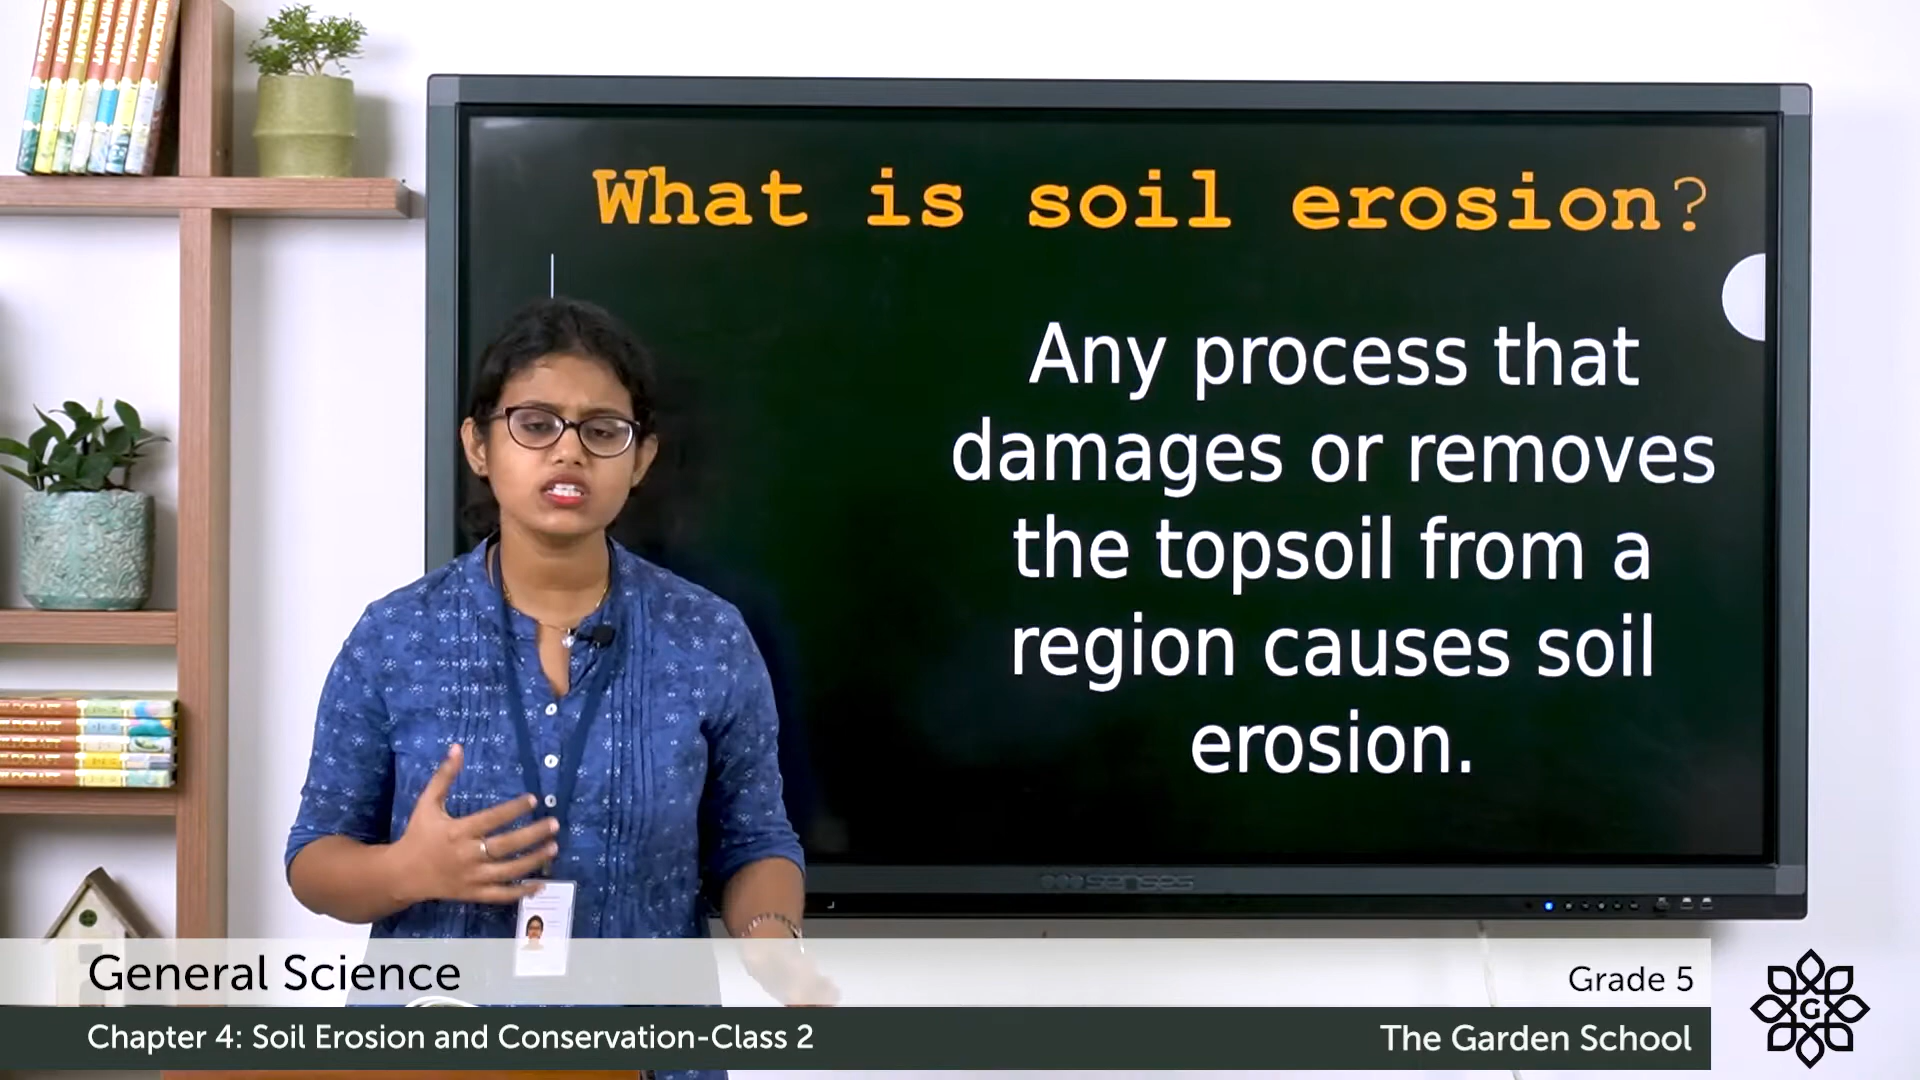 What is soil erosion?
Any process that
damages or removes
the topsoil from a
region causes soil
erosion.
senses
General Science
Grade 5
Chapter 4: Soil Erosion and Conservation-Class 2
The Garden School
G